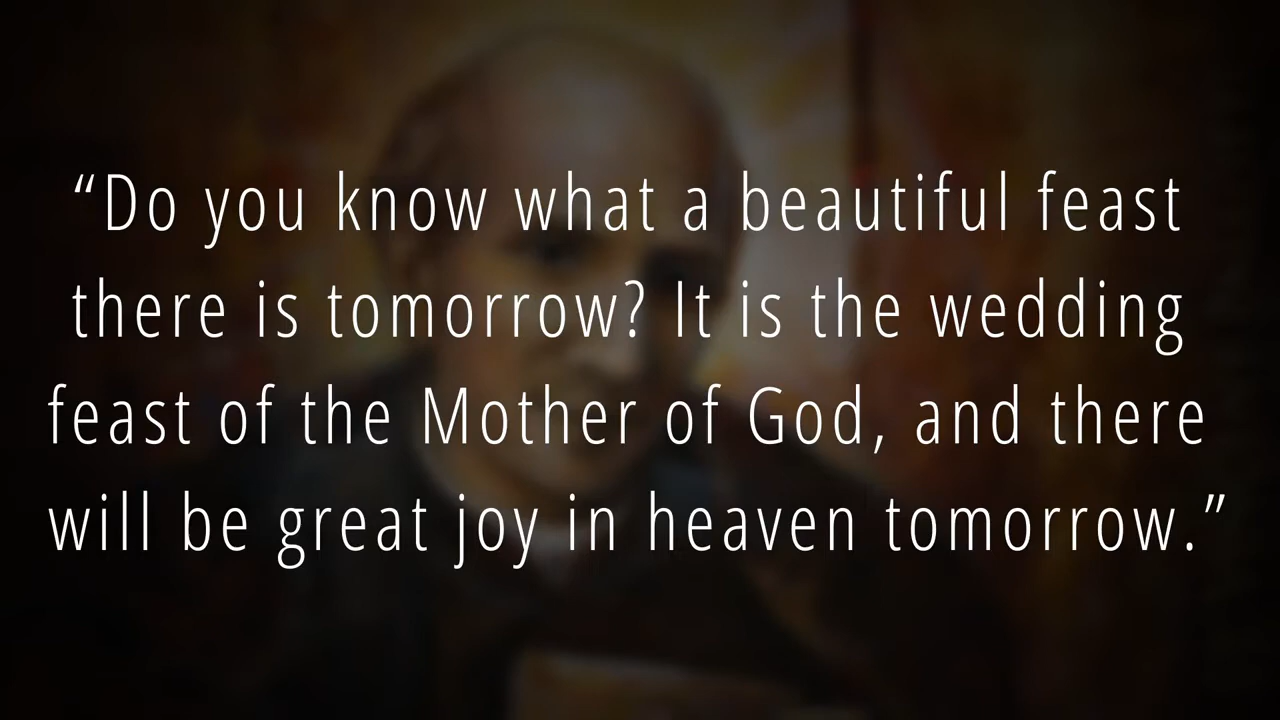 “Do you know what a beautiful feast
there is tomorrow? It is the wedding
feast of the Mother of God, and there
will be great joy in heaven tomorrow.”